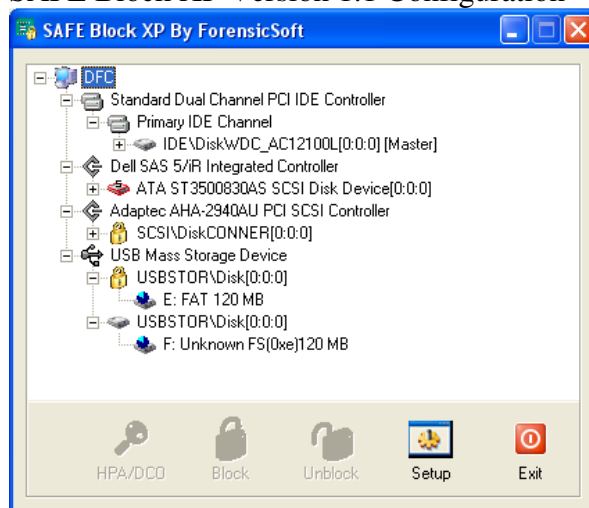 SAFE Block XP By ForensicSoft
DFC
Standard Dual Channel PCI IDE Controller
Primary IDE Channel
IDE\DiskWDC_AC12100L[0:0:0] [Master]
Dell SAS 5/iR Integrated Controller
ATA ST3500830AS SCSI Disk Device[0:0:0]
Adaptec AHA-2940AU PCI SCSI Controller
SCSI\DiskCONNER[0:0:0]
USB Mass Storage Device
USBSTOR\Disk[0:0:0]
E: FAT 120 MB
USBSTOR\Disk[0:0:0]
F: Unknown FS(0xe)120 MB
HPA/DCO Block Unblock Setup Exit